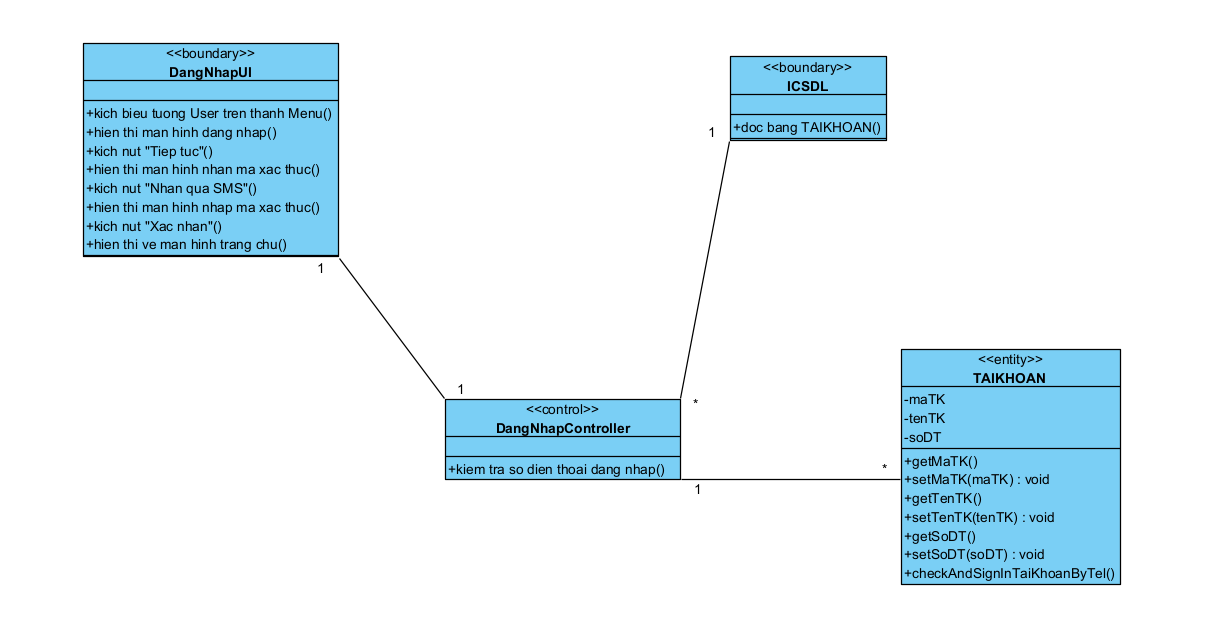 <<boundary>>
DangNhapUI
+kich bieu tuong User tren thanh Menu()
+hien thi man hinh dang nhap()
+kich nut "Tiep tuc"()
+hien thi man hinh nhan ma xac thuc()
+kich nut "Nhan qua SMS"()
+hien thi man hinh nhap ma xac thuc()
+kich nut "Xac nhan"()
+hien thi ve man hinh trang chu()
1
<<boundary>>
ICSDL
+doc bang TAIKHOAN()
1
1
*
<<control>>
DangNhapController
+kiem tra so dien thoai dang nhap()
1
*
<<entity>>
TAIKHOAN
-maTK
-tenTK
-soDT
+getMaTK()
+setMaTK(maTK) : void
+getTenTK()
+setTenTK(tenTK) : void
+getSoDT()
+setSoDT(soDT) : void
+checkAndSignInTaiKhoanByTel()